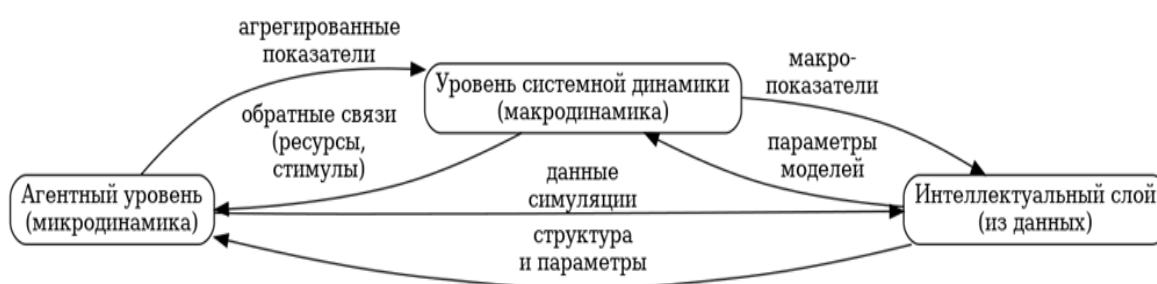 агрегированные
показатели
макро-
показатели
Уровень системной динамики
(макродинамика)
обратные связи
(ресурсы,
стимулы)
параметры
моделей
данные
симуляции
Агентный уровень
(микродинамика)
Интеллектуальный слой
(из данных)
структура
и параметры